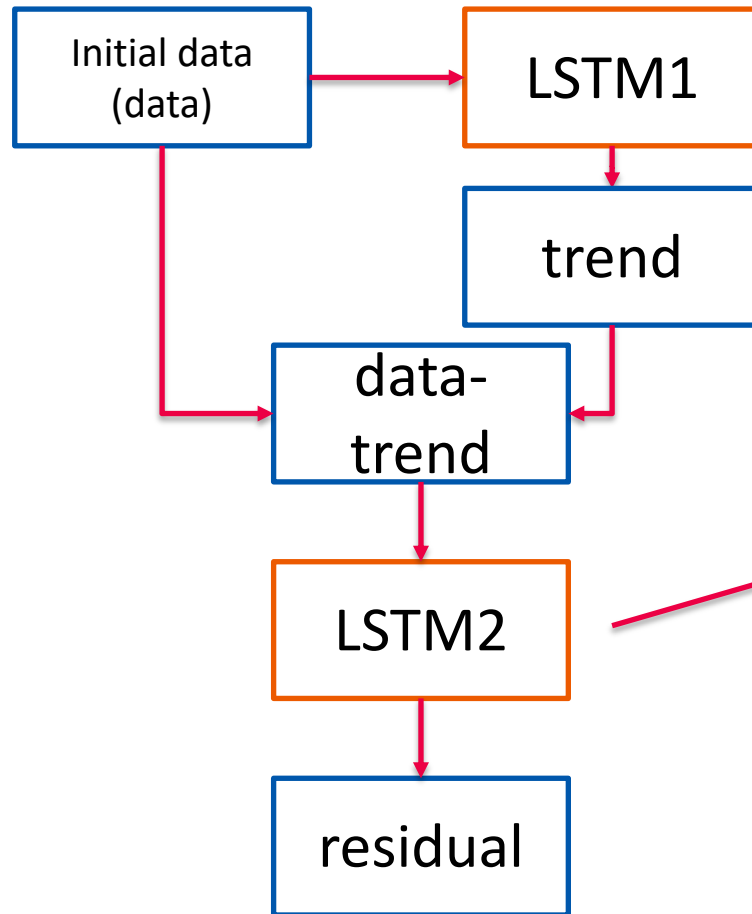 Initial data
(data)
LSTM1
trend
data-
trend
LSTM2
residual